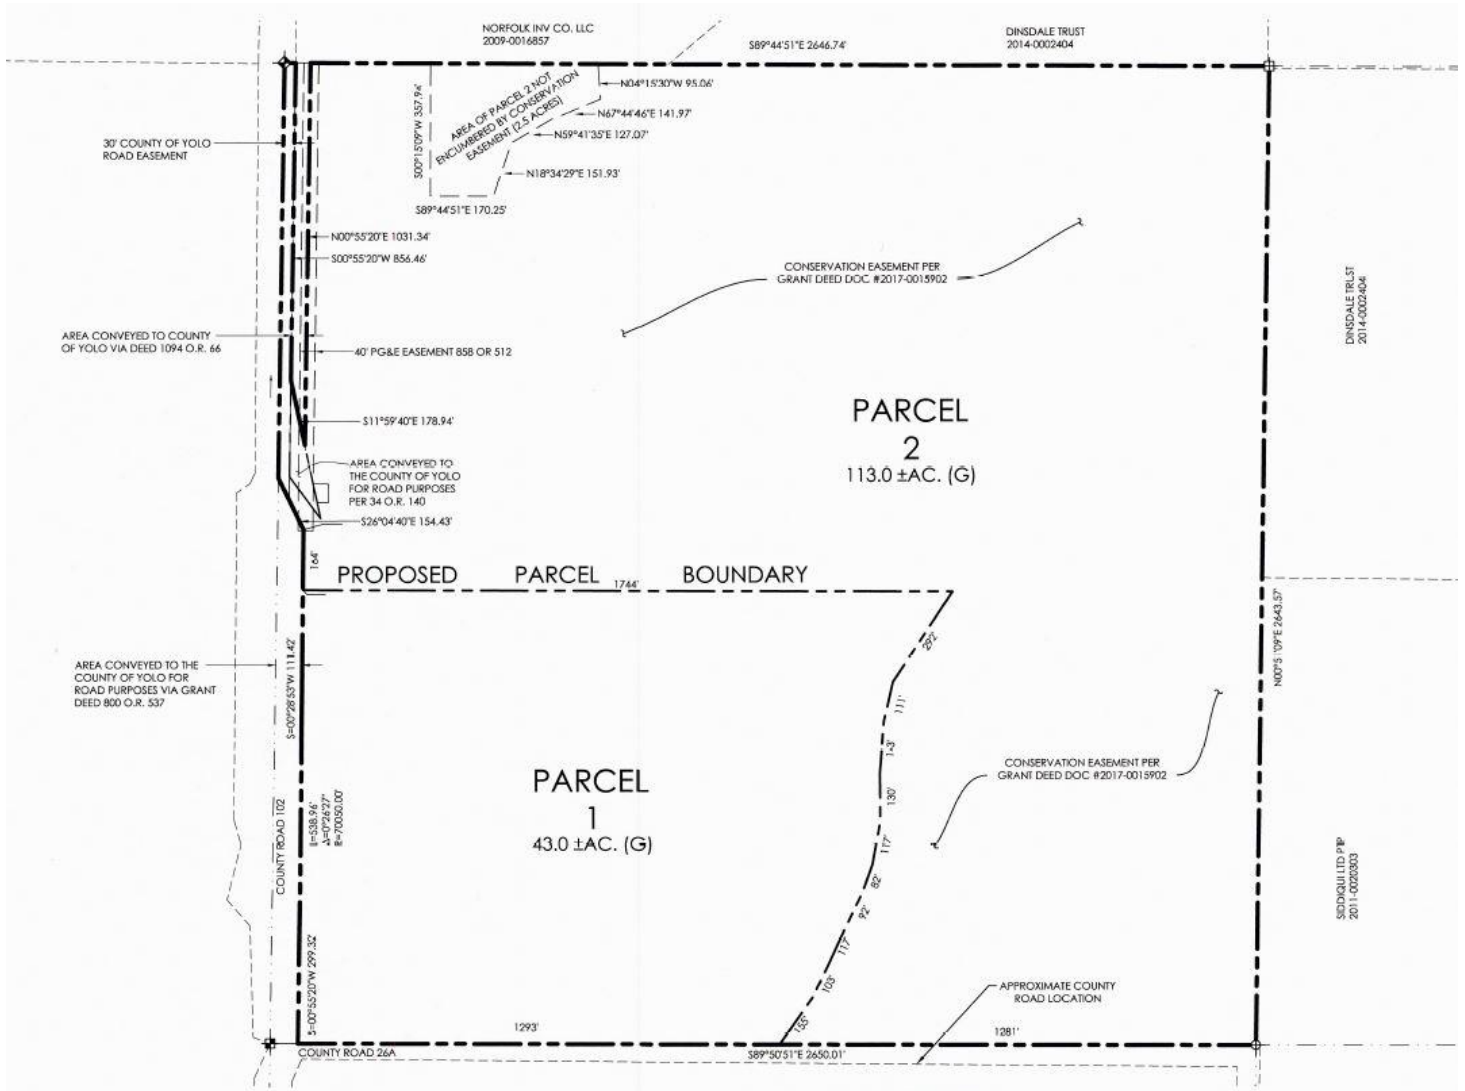 NORFOLK INV CO. LLC
2009-0016857
S89°44'51"E 2646.74'
DINSDALE TRUST
2014-0002404
N04°15'30"W 95.06'
N67°44'46"E 141.97'
N59°41'35"E 127.07'
N18°34'29"E 151.93'
S00°15'09"W 357.94'
AREA OF PARCEL 2 NOT
ENCUMBERED BY CONSERVATION
EASEMENT (2.5 ACRES)
S89°44'51"E 170.25'
30' COUNTY OF YOLO
ROAD EASEMENT
N00°55'20"E 1031.34'
S00°55'20"W 856.46'
CONSERVATION EASEMENT PER
GRANT DEED DOC #2017-0015902
DINSDALE TRUST
2014-0002404
AREA CONVEYED TO COUNTY
OF YOLO VIA DEED 1094 O.R. 66
40' PG&E EASEMENT 858 OR 512
S11°59'40"E 178.94'
PARCEL
2
113.0 ±AC. (G)
AREA CONVEYED TO
THE COUNTY OF YOLO
FOR ROAD PURPOSES
PER 34 O.R. 140
S26°04'40"E 154.43'
164'
PROPOSED PARCEL BOUNDARY
1744'
N00°51'09"E 2643.57'
292'
111'
130'
117'
82'
92'
117'
103'
155'
AREA CONVEYED TO THE
COUNTY OF YOLO FOR
ROAD PURPOSES VIA GRANT
DEED 800 O.R. 537
S=00°28'53"W 111.42'
PARCEL
1
43.0 ±AC. (G)
CONSERVATION EASEMENT PER
GRANT DEED DOC #2017-0015902
COUNTY ROAD 102
Δ=0°26'27"
R=70050.00'
SIDDIQUI LTD PTP
2011-0020303
S=00°55'20"W 299.32'
APPROXIMATE COUNTY
ROAD LOCATION
1293'
1281'
COUNTY ROAD 26A
S89°50'51"E 2650.01'